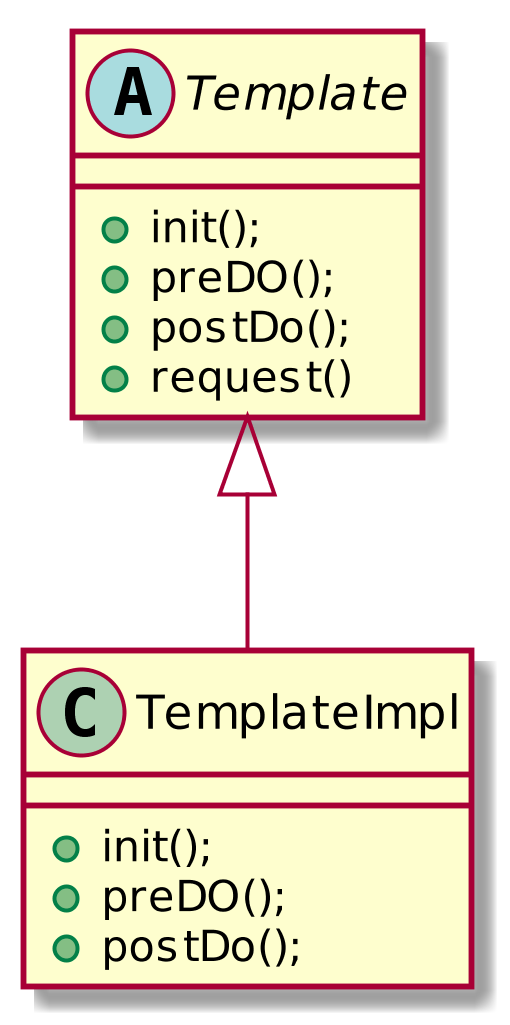 A Template
init();
preDO();
postDo();
request()
C TemplateImpl
init();
preDO();
postDo();